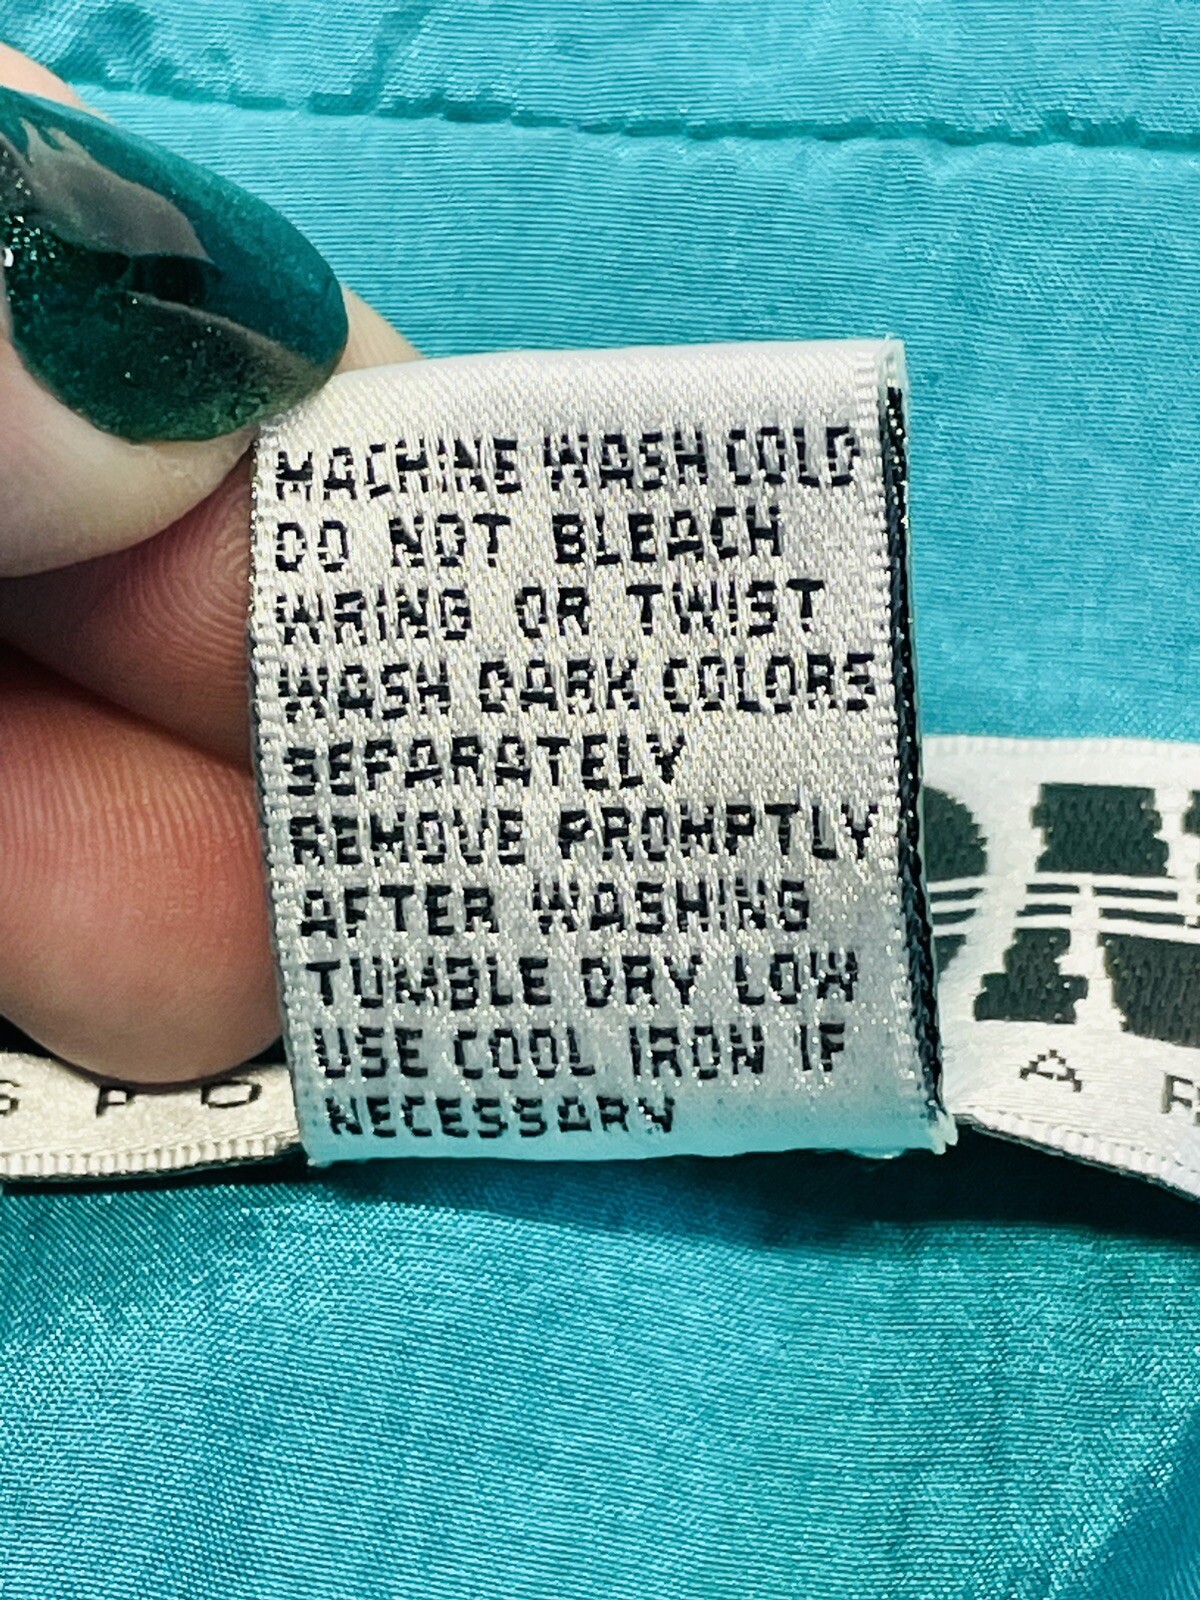 MACHINE WASH COLD
DO NOT BLEACH
WRING OR TWIST
WASH DARK COLORS
SEPARATELY
REMOVE PROMPTLY
AFTER WASHING
TUMBLE DRY LOW
USE COOL IRON IF
NECESSARY
S P O
A